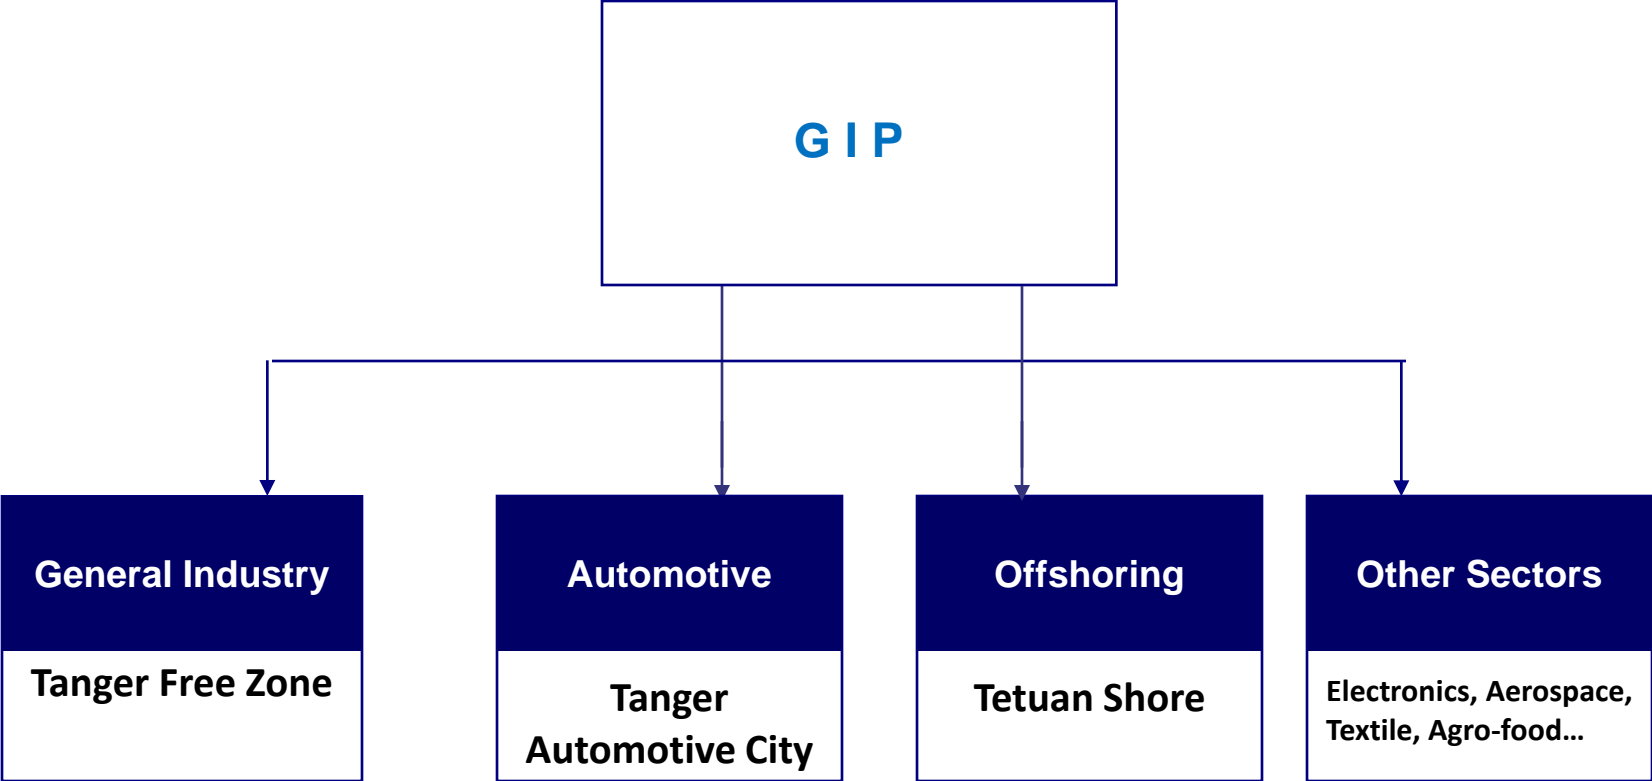 G I P
General Industry
Automotive
Offshoring
Other Sectors
Tanger Free Zone
Tanger
Automotive City
Tetuan Shore
Electronics, Aerospace,
Textile, Agro-food…